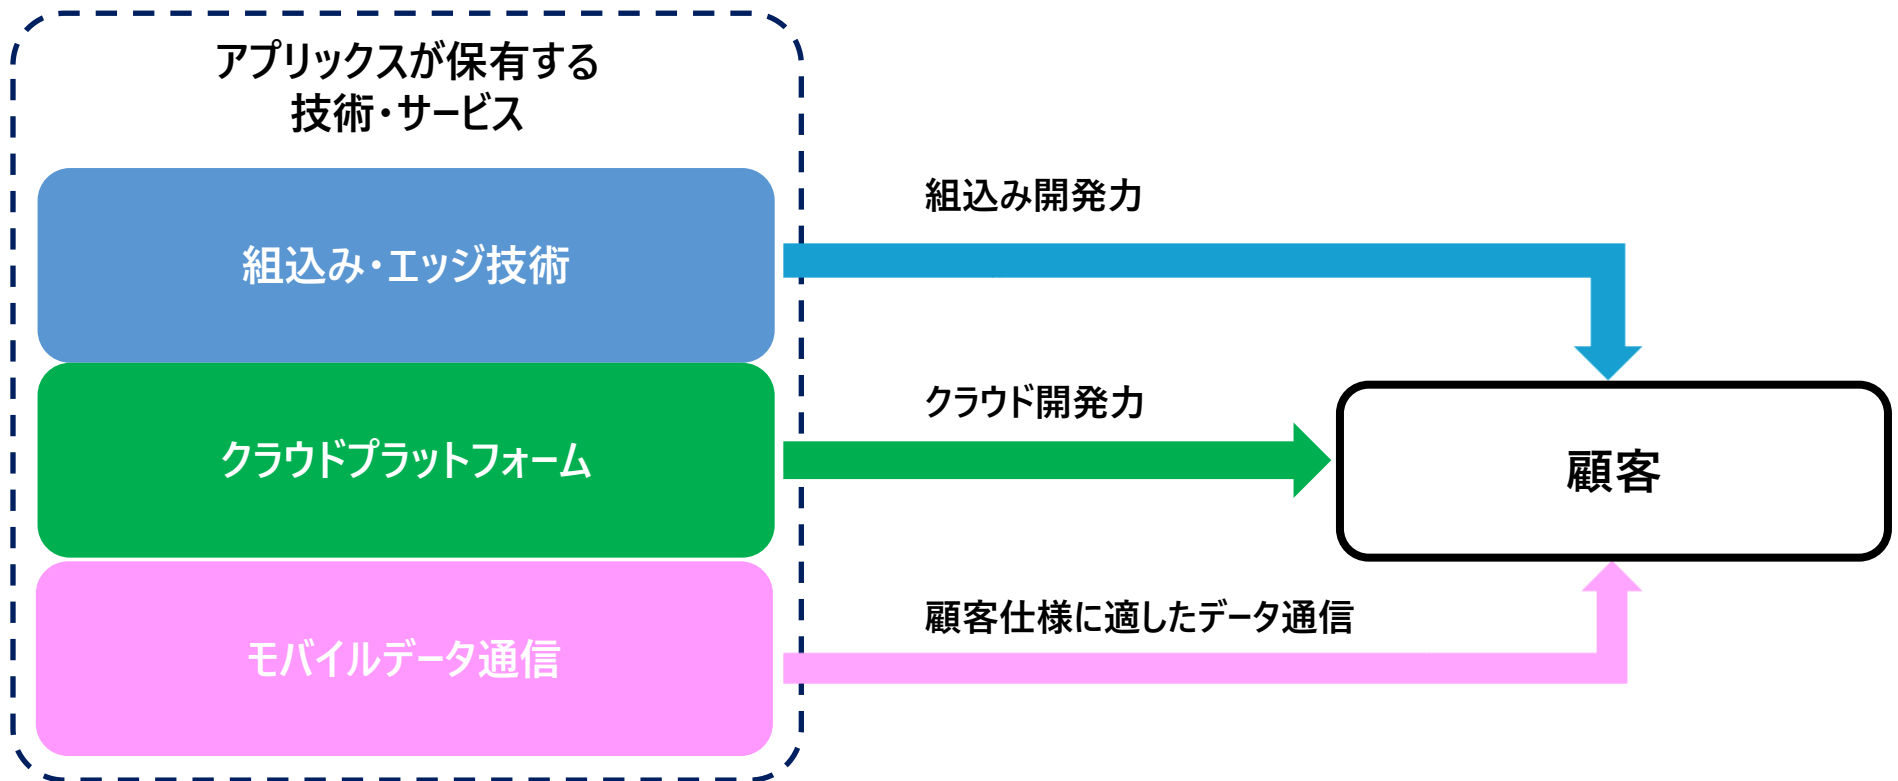 アプリックスが保有する
技術・サービス
組込み・エッジ技術
クラウドプラットフォーム
モバイルデータ通信
組込み開発力
クラウド開発力
顧客仕様に適したデータ通信
顧客